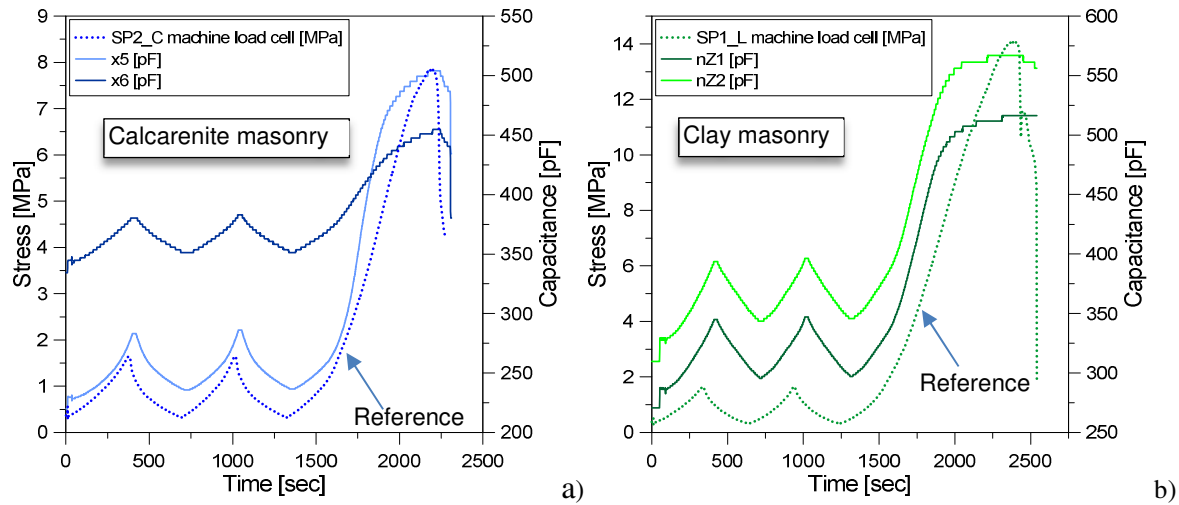 SP2_C machine load cell [MPa]
x5 [pF]
x6 [pF]
Calcarenite masonry
Reference
Stress [MPa]
9
8
7
6
5
4
3
2
1
0
Capacitance [pF]
550
500
450
400
350
300
250
200
0 500 1000 1500 2000 2500
Time [sec]
a)
SP1_L machine load cell [MPa]
nZ1 [pF]
nZ2 [pF]
Clay masonry
Reference
Stress [MPa]
14
12
10
8
6
4
2
0
Capacitance [pF]
600
550
500
450
400
350
300
250
0 500 1000 1500 2000 2500
Time [sec]
b)